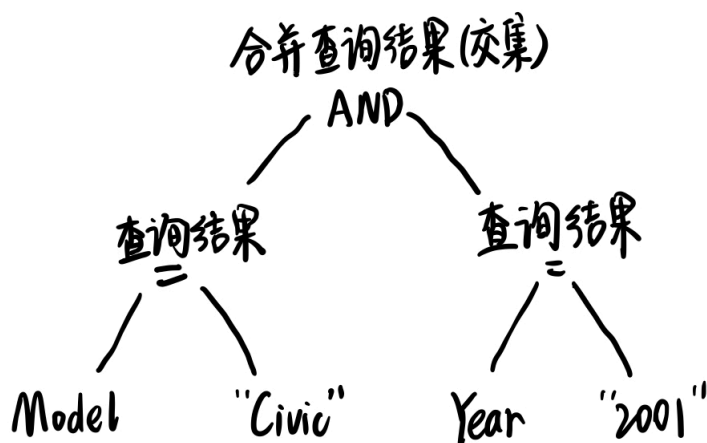 合并查询结果(交集)
AND
查询结果 查询结果
= =
Model "Civic" Year "2001"